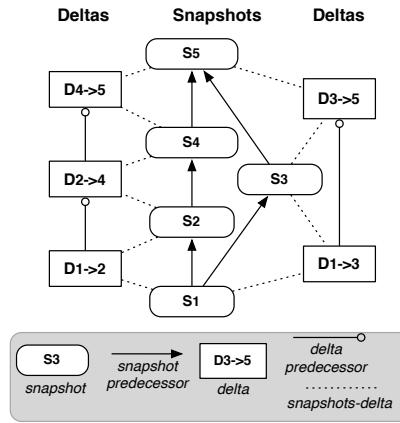 Deltas Snapshots Deltas
S5
D4->5
D3->5
S4
D2->4
S3
S2
D1->2
D1->3
S1
S3
snapshot
snapshot
predecessor
D3->5
delta
delta
predecessor
snapshots-delta